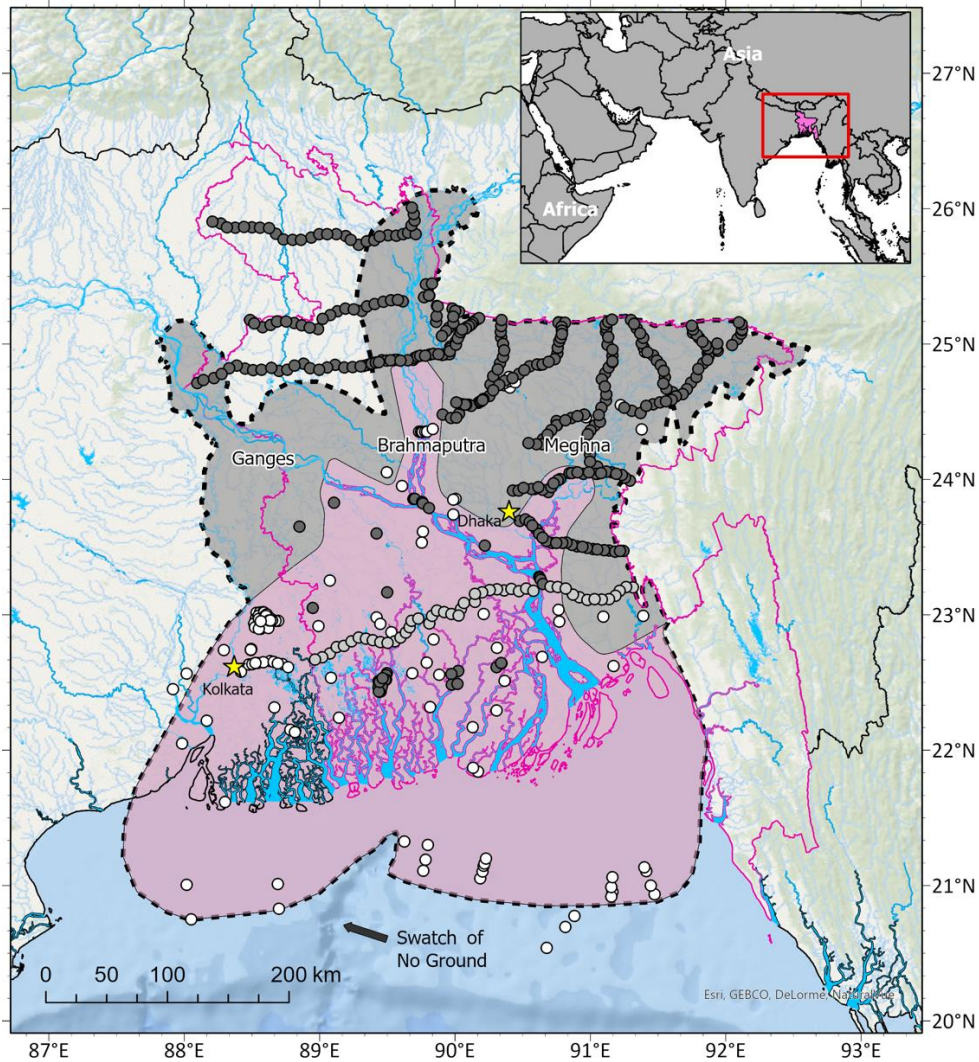 Asia
Africa
27°N
26°N
25°N
24°N
23°N
22°N
21°N
20°N
Ganges
Brahmaputra
Meghna
Dhaka
Kolkata
Swatch of
No Ground
0 50 100 200 km
Esri, GEBCO, DeLorme, NaturalVue
87°E 88°E 89°E 90°E 91°E 92°E 93°E